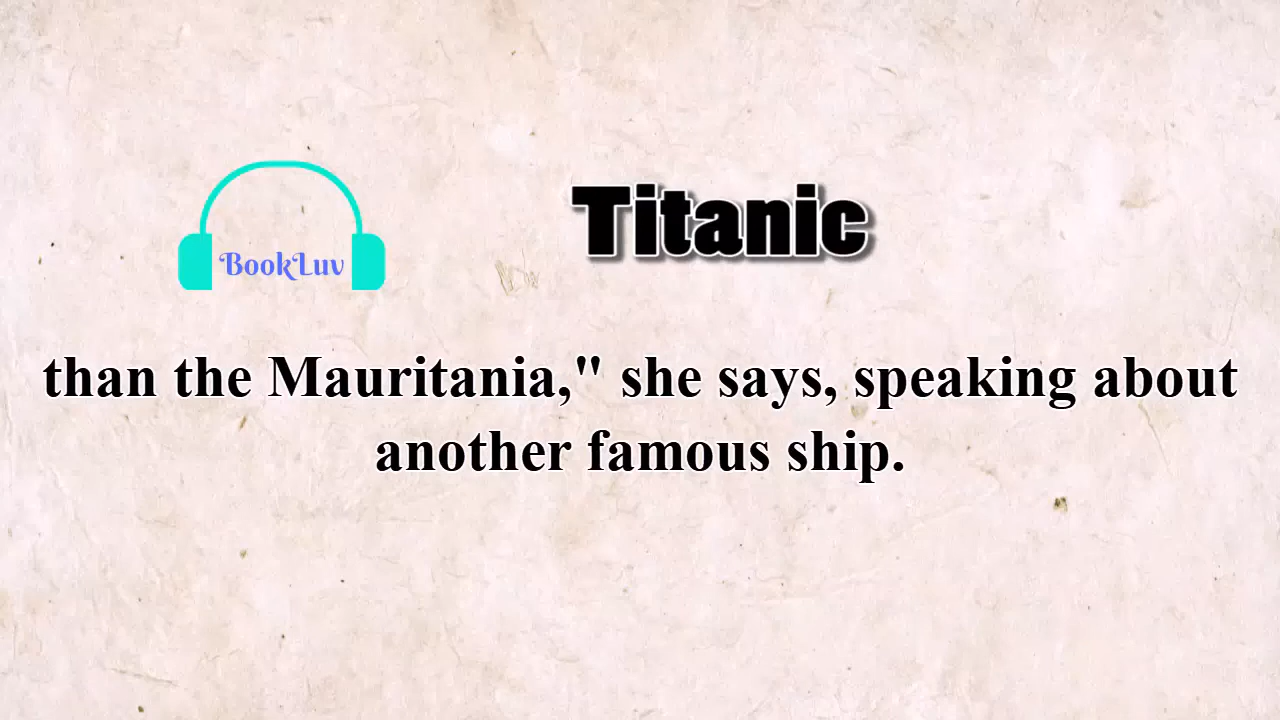 BookLuv
Titanic
than the Mauritania," she says, speaking about
another famous ship.